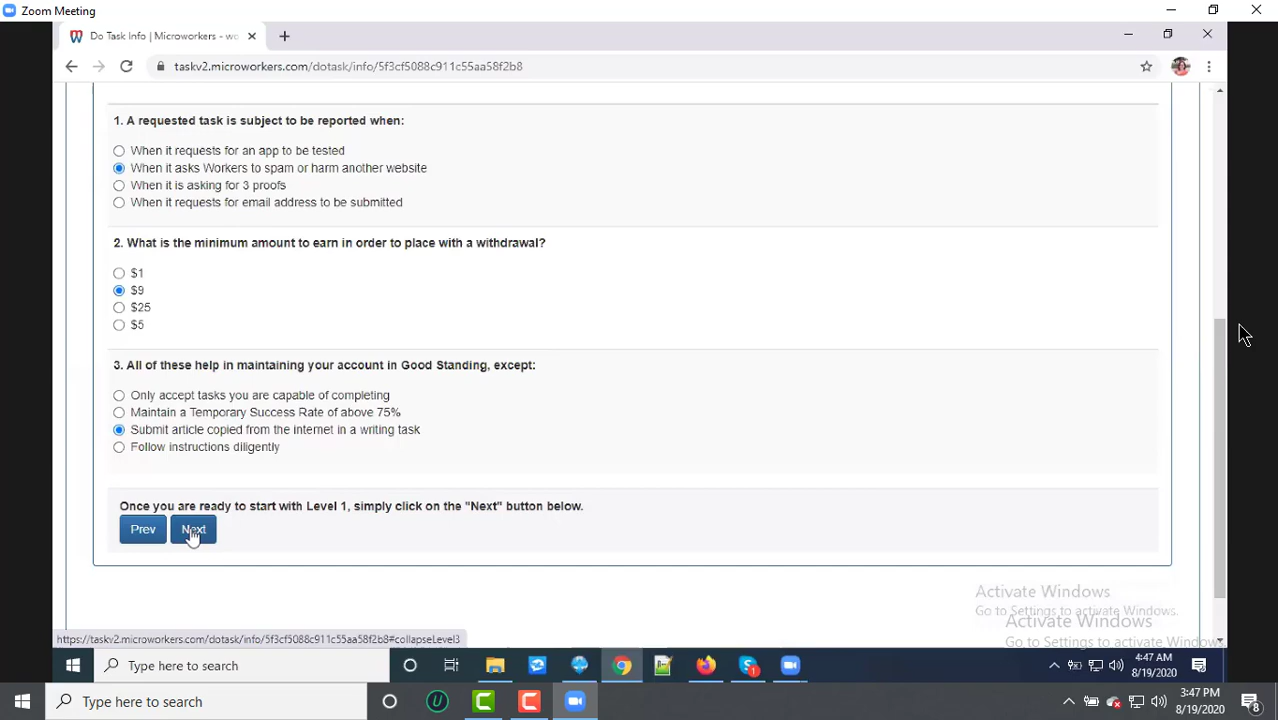 Zoom Meeting
Do Task Info | Microworkers - wo
taskv2.microworkers.com/dotask/info/5f3cf5088c911c55aa58f2b8
1. A requested task is subject to be reported when:
When it requests for an app to be tested
When it asks Workers to spam or harm another website
When it is asking for 3 proofs
When it requests for email address to be submitted
2. What is the minimum amount to earn in order to place with a withdrawal?
$1
$9
$25
$5
3. All of these help in maintaining your account in Good Standing, except:
Only accept tasks you are capable of completing
Maintain a Temporary Success Rate of above 75%
Submit article copied from the internet in a writing task
Follow instructions diligently
Once you are ready to start with Level 1, simply click on the "Next" button below.
Prev Next
Activate Windows
Go to Settings to activate Windows.
Activate Windows
Go to Settings to activate Windows.
https://taskv2.microworkers.com/dotask/info/5f3cf5088c911c55aa58f2b8#collapseLevel3
Type here to search
4:47 AM
8/19/2020
Type here to search
3:47 PM
8/19/2020
8